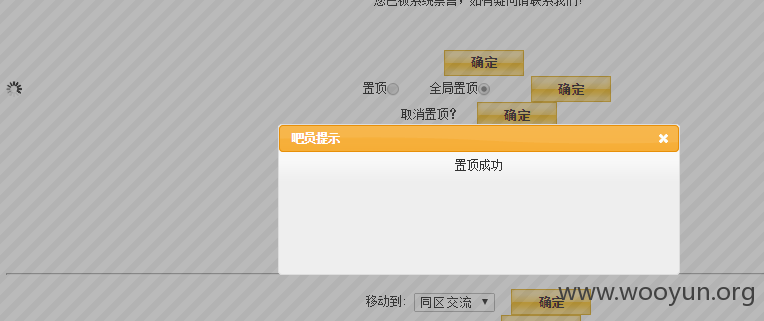 您已被系统禁言，如有疑问请联系我们!
确定
置顶 全局置顶 确定
取消置顶? 确定
吧员提示
置顶成功
移动到: 同区交流 确定
www.wooyun.org